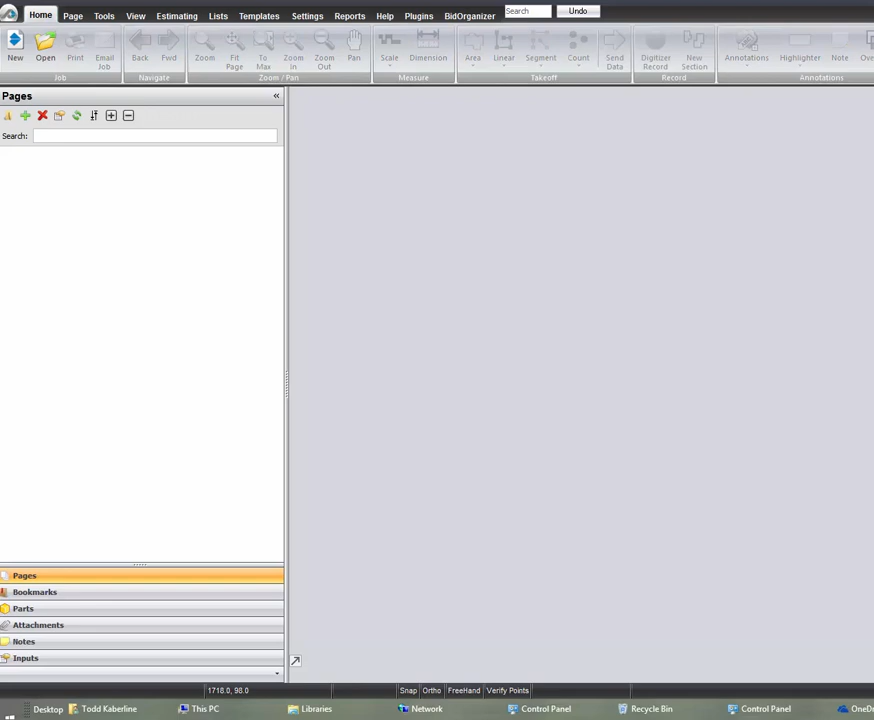 Home Page Tools View Estimating Lists Templates Settings Reports Help Plugins BidOrganizer Search Undo
New Open Print Email Job Back Fwd Zoom Fit Page To Max Zoom In Zoom Out Pan Scale Dimension Area Linear Segment Count Send Data Digitizer Record New Section Annotations Highlighter Note
Job Navigate Zoom / Pan Measure Takeoff Record Annotations
Pages «
Search:
Pages
Bookmarks
Parts
Attachments
Notes
Inputs
1718.0, 98.0 Snap Ortho FreeHand Verify Points
Desktop Todd Kaberline This PC Libraries Network Control Panel Recycle Bin Control Panel